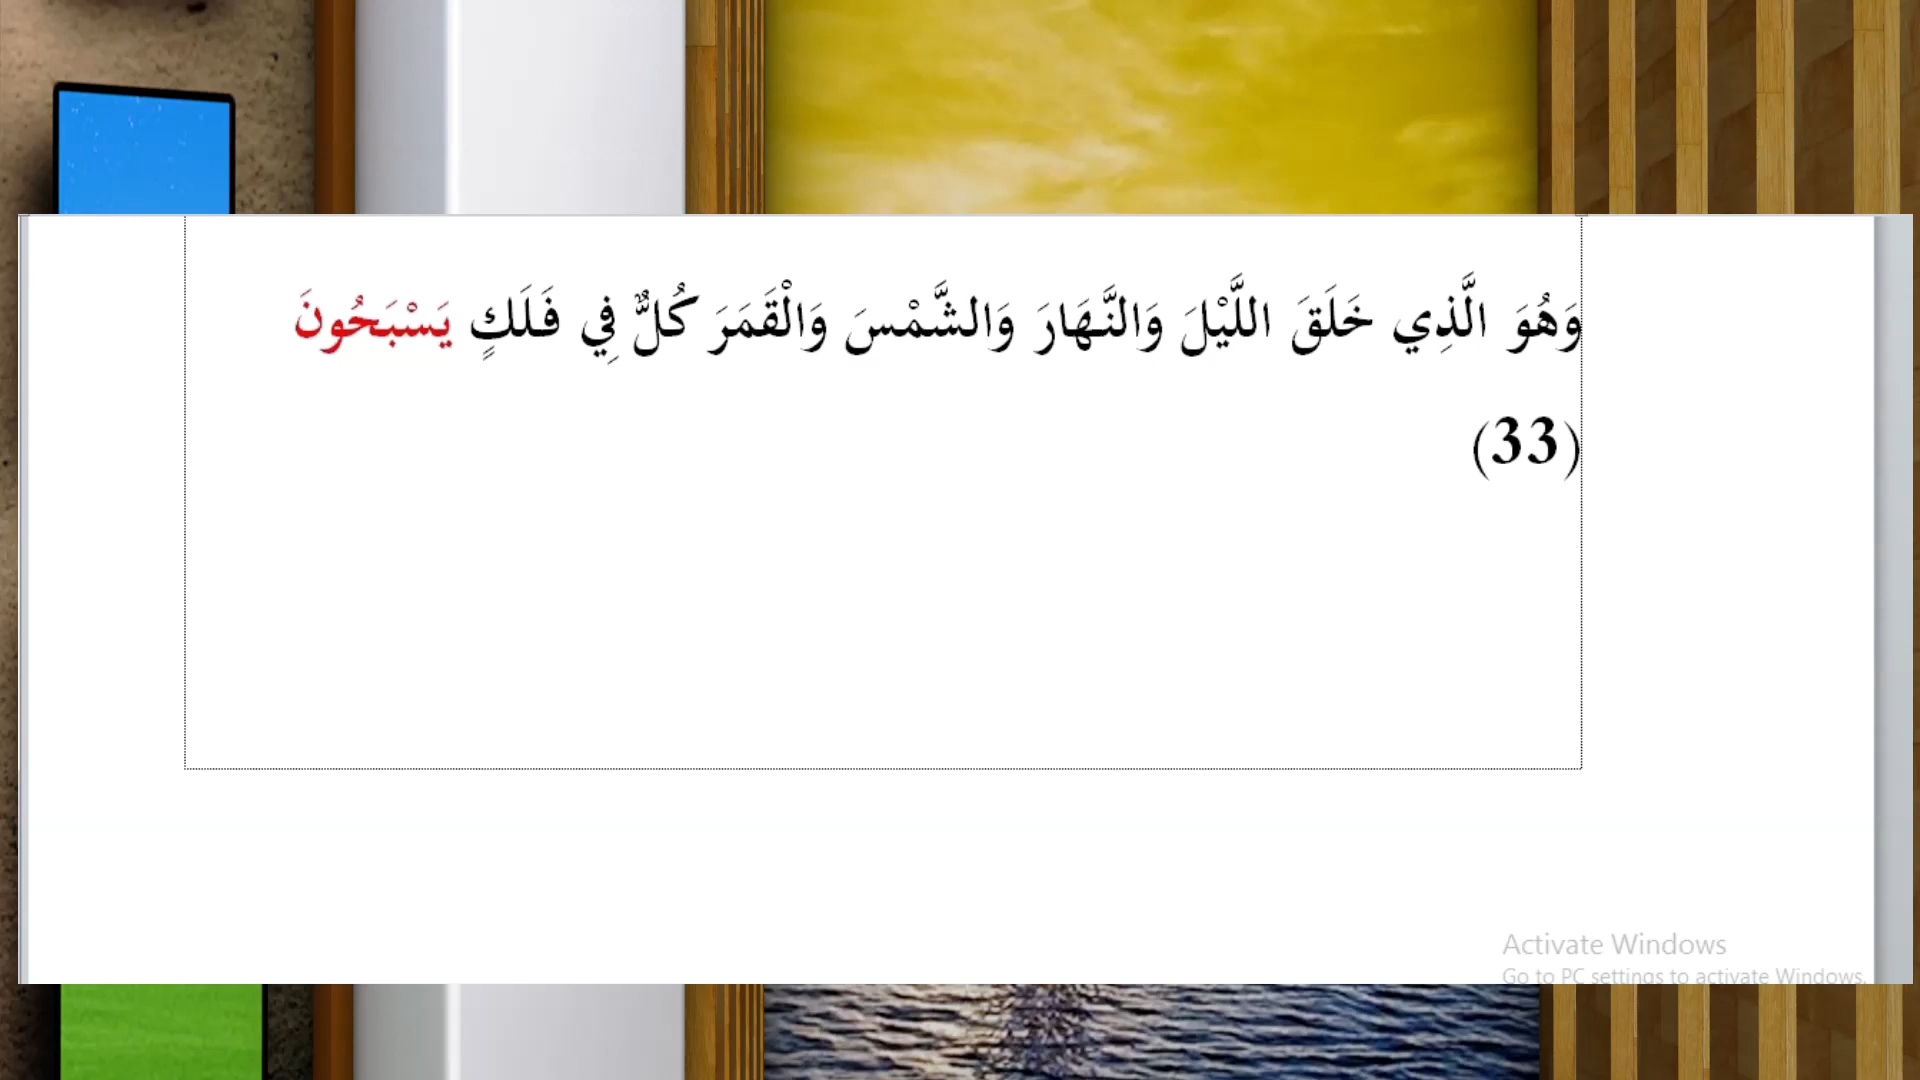 وَهُوَ الَّذِي خَلَقَ اللَّيْلَ وَالنَّهَارَ وَالشَّمْسَ وَالْقَمَرَ كُلٌّ فِي فَلَكٍ يَسْبَحُونَ
(33)
Activate Windows
Go to PC settings to activate Windows.